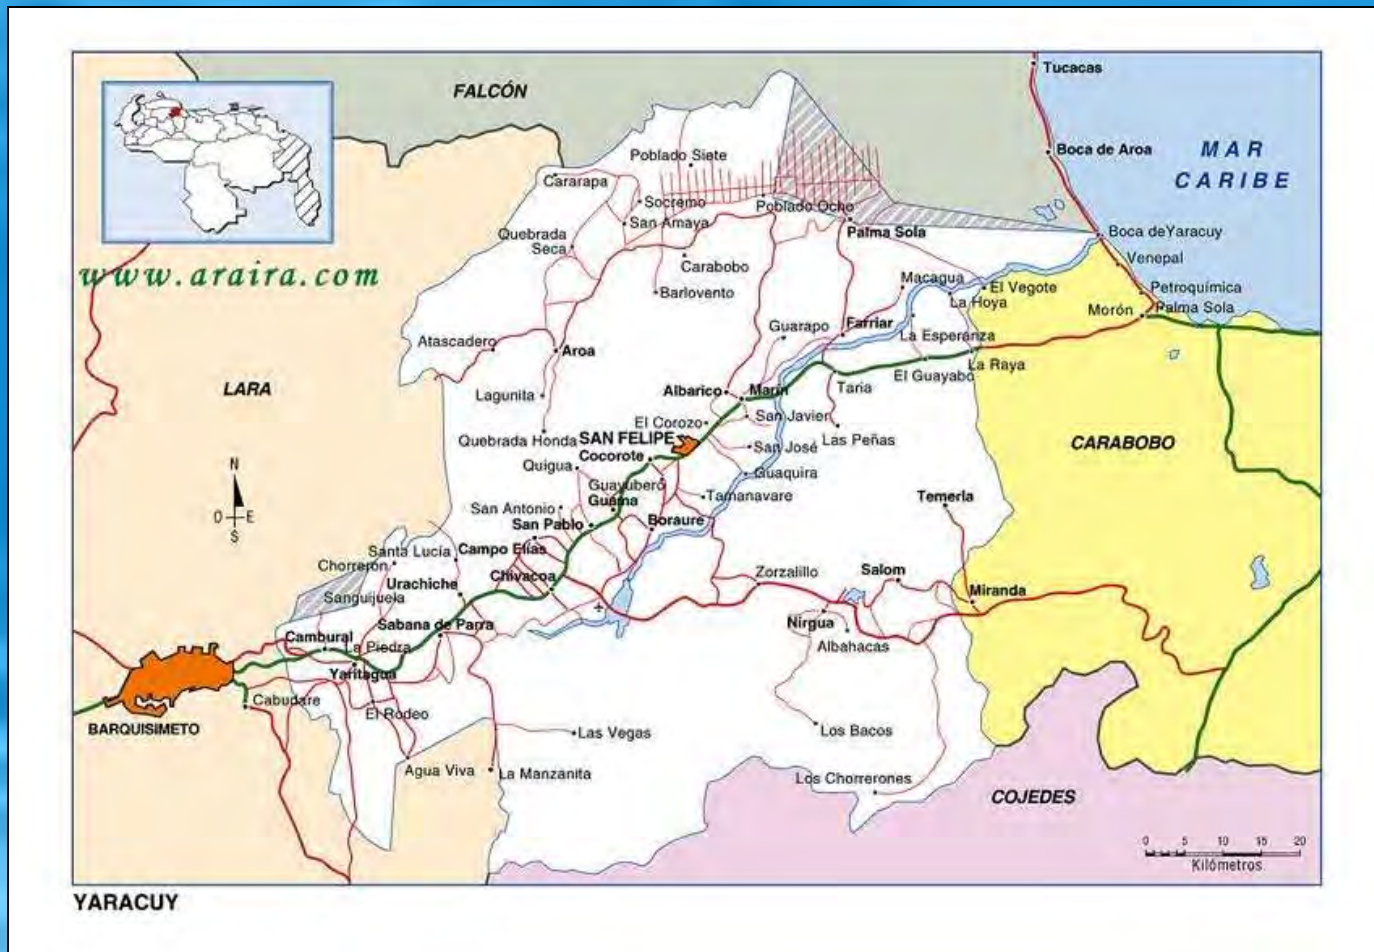 Tucacas
FALCÓN
Boca de Aroa
MAR
CARIBE
Poblado Siete
Cararapa
Socremo
Poblado Ocho
San Amaya
Palma Sola
Quebrada
Seca
Boca deYaracuy
Venepal
www.araira.com
Carabobo
Macagua
El Vegote
Petroquímica
Barlovento
La Hoya
Morón
Palma Sola
Guarapo
Farriar
La Esperanza
Atascadero
Aroa
La Raya
El Guayabo
LARA
Taria
Lagunita
Albarico
Marín
San Javier
El Corozo
Las Peñas
Quebrada Honda
SAN FELIPE
CARABOBO
San José
Cocorote
Quigua
N
Guaquira
Guayubero
Tamanavare
Temerla
Guama
San Antonio
O
E
San Pablo
Boraure
S
Campo Elías
Santa Lucía
Chorrerón
Chivacoa
Zorzalillo
Salom
Urachiche
Miranda
Sanguijuela
Sabana de Parra
Nirgua
Cambural
La Piedra
Albahacas
Yaritagua
Cabudare
El Rodeo
BARQUISIMETO
Las Vegas
Los Bacos
Agua Viva
La Manzanita
Los Chorrerones
COJEDES
0 5 10 15 20
Kilómetros
YARACUY